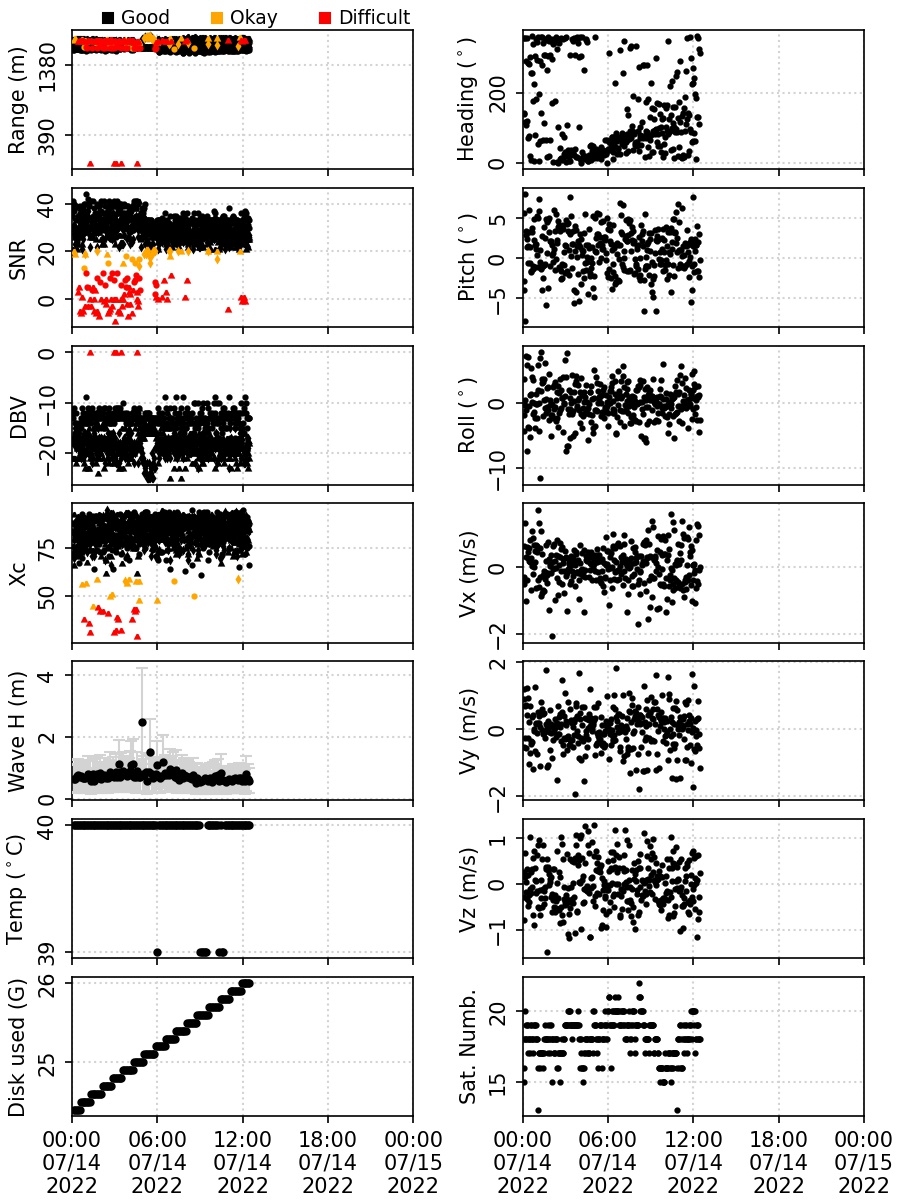 Good Okay Difficult
Range (m)
1380
390
Heading (°)
200
0
SNR
40
20
0
Pitch (°)
5
0
−5
DBV
0
−10
−20
Roll (°)
0
−10
Xc
75
50
Vx (m/s)
0
−2
Wave H (m)
4
2
0
Vy (m/s)
2
0
−2
Temp (°C)
40
39
Vz (m/s)
1
0
−1
Disk used (G)
26
25
Sat. Numb.
20
15
00:00 06:00 12:00 18:00 00:00
07/14 07/14 07/14 07/14 07/15
2022 2022 2022 2022 2022
00:00 06:00 12:00 18:00 00:00
07/14 07/14 07/14 07/14 07/15
2022 2022 2022 2022 2022